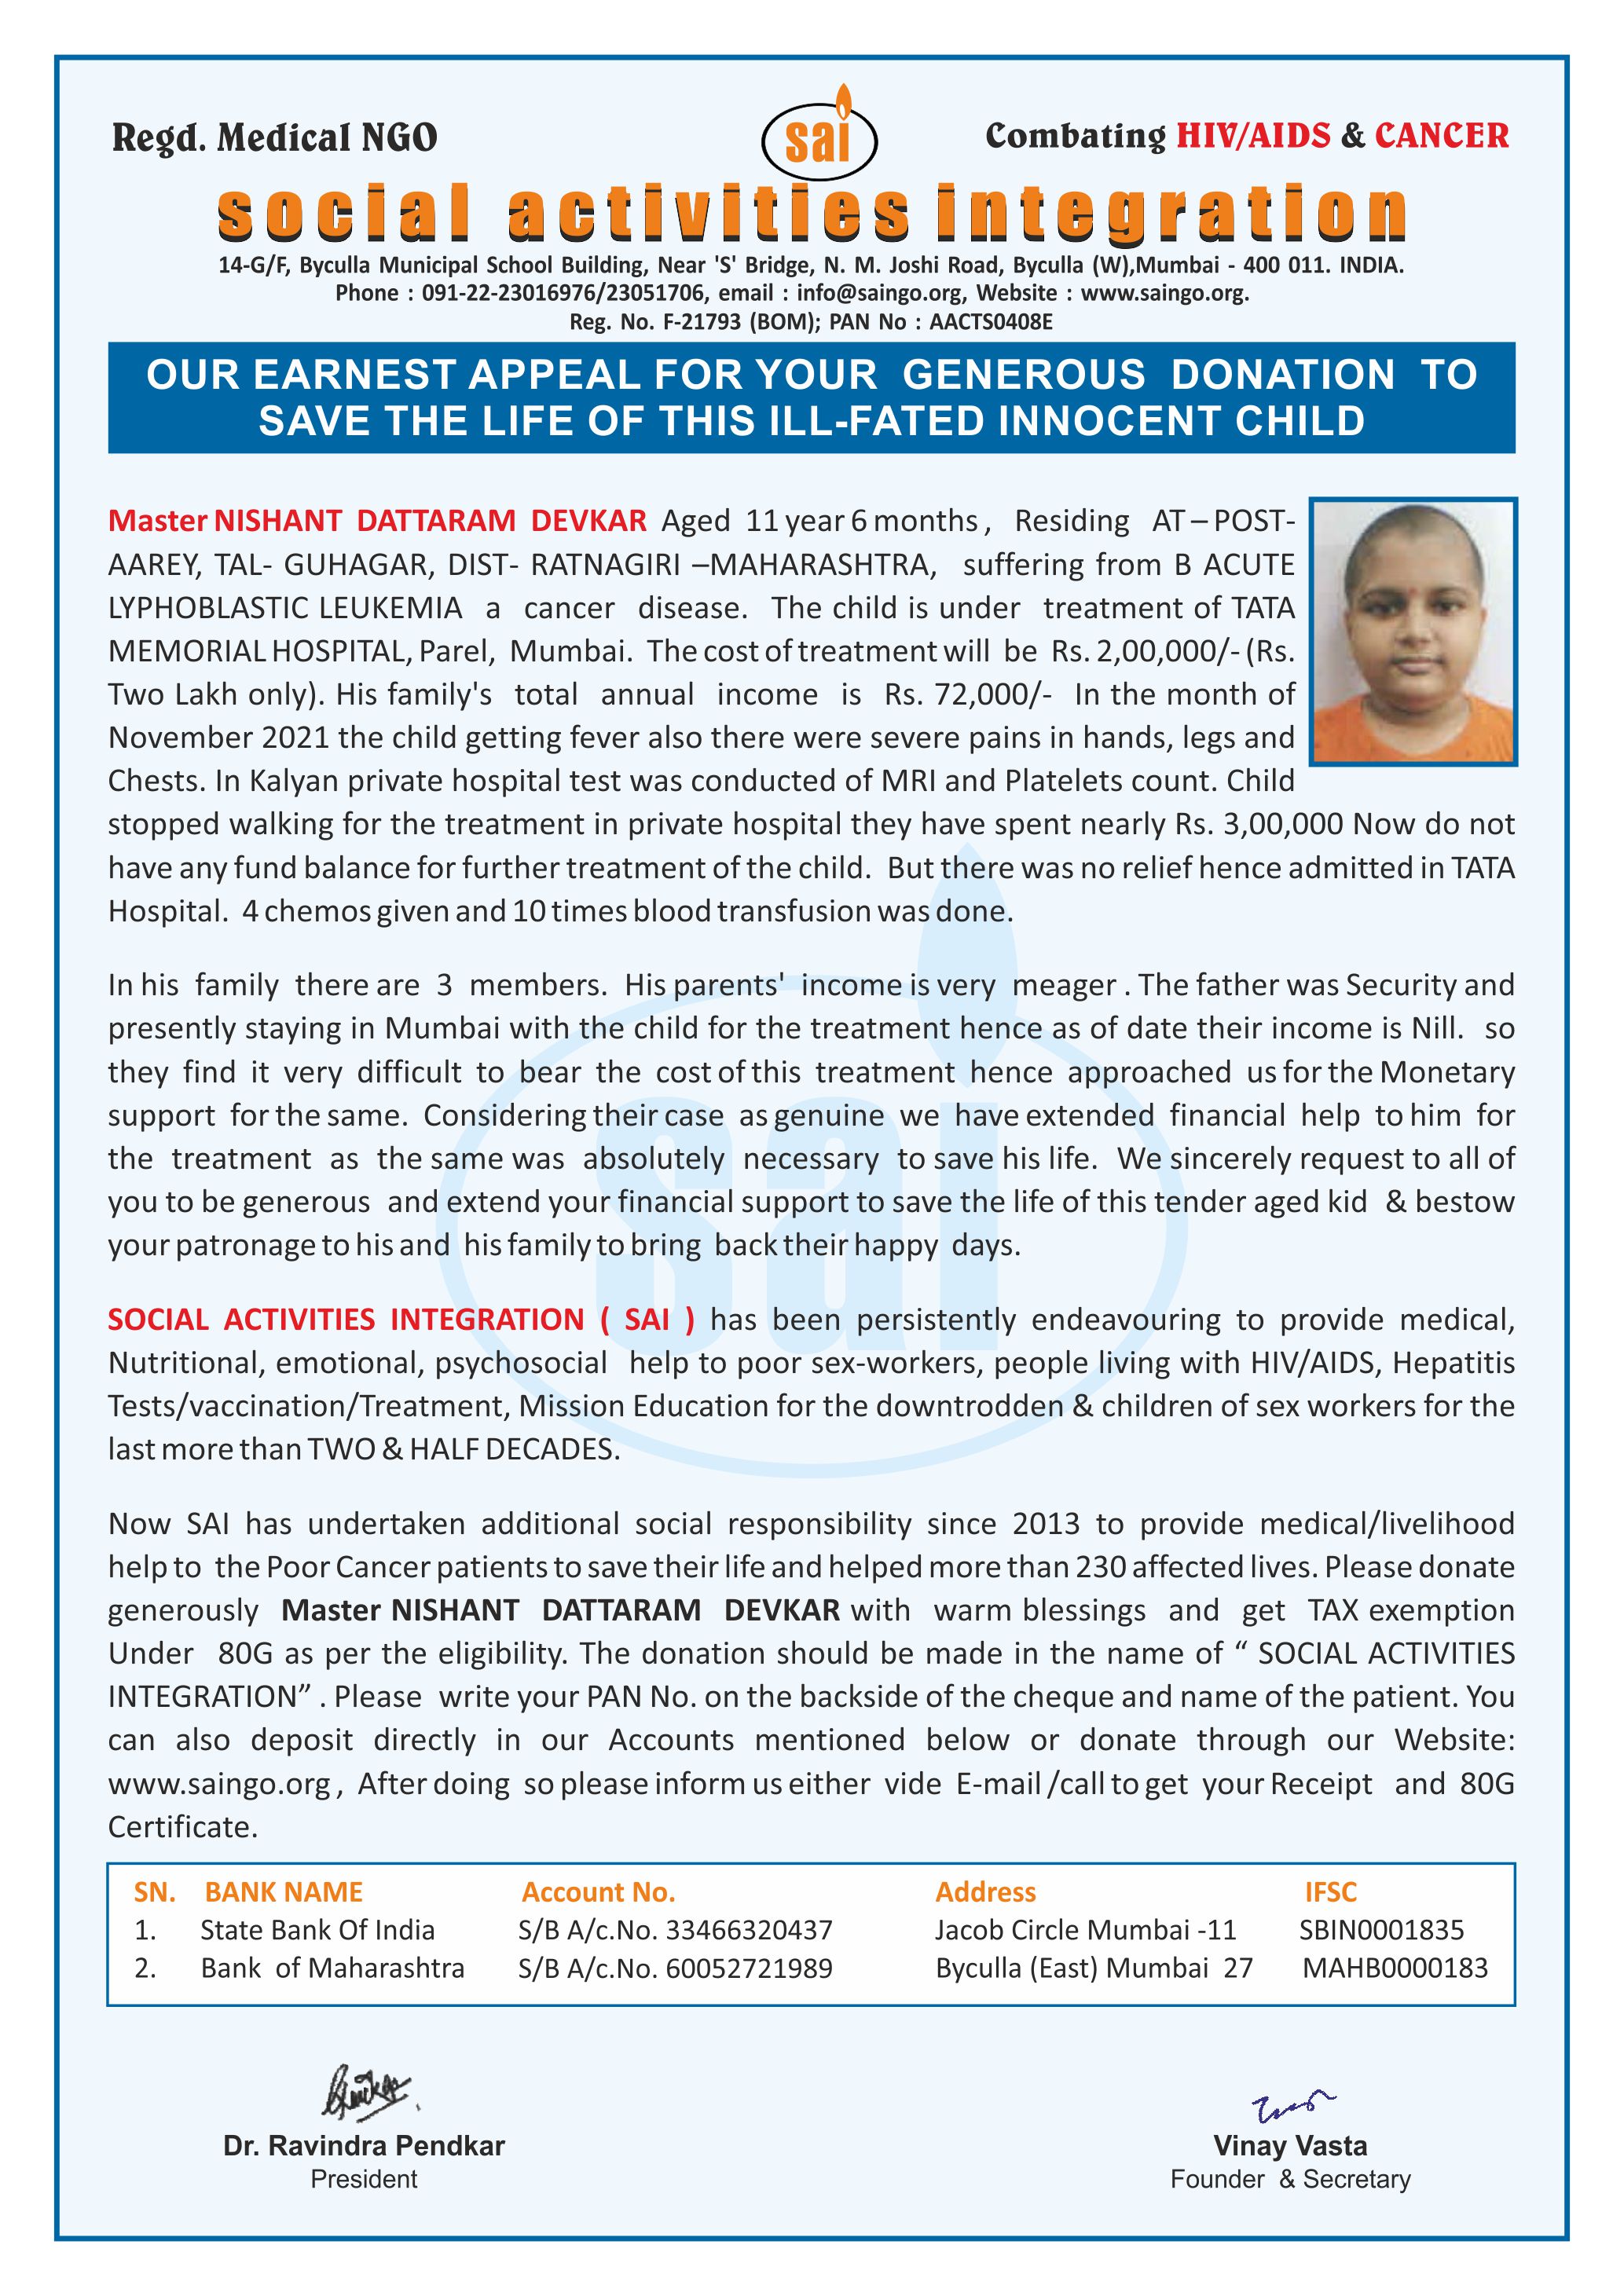 Regd. Medical NGO
sai
Combating HIV/AIDS & CANCER
social activities integration
14-G/F, Byculla Municipal School Building, Near 'S' Bridge, N. M. Joshi Road, Byculla (W),Mumbai - 400 011. INDIA.
Phone : 091-22-23016976/23051706, email : info@saingo.org, Website : www.saingo.org.
Reg. No. F-21793 (BOM); PAN No : AACTS0408E
OUR EARNEST APPEAL FOR YOUR GENEROUS DONATION TO
SAVE THE LIFE OF THIS ILL-FATED INNOCENT CHILD
Master NISHANT DATTARAM DEVKAR Aged 11 year 6 months , Residing AT – POST-
AAREY, TAL- GUHAGAR, DIST- RATNAGIRI –MAHARASHTRA, suffering from B ACUTE
LYPHOBLASTIC LEUKEMIA a cancer disease. The child is under treatment of TATA
MEMORIAL HOSPITAL, Parel, Mumbai. The cost of treatment will be Rs. 2,00,000/- (Rs.
Two Lakh only). His family's total annual income is Rs. 72,000/- In the month of
November 2021 the child getting fever also there were severe pains in hands, legs and
Chests. In Kalyan private hospital test was conducted of MRI and Platelets count. Child
stopped walking for the treatment in private hospital they have spent nearly Rs. 3,00,000 Now do not
have any fund balance for further treatment of the child. But there was no relief hence admitted in TATA
Hospital. 4 chemos given and 10 times blood transfusion was done.
In his family there are 3 members. His parents' income is very meager . The father was Security and
presently staying in Mumbai with the child for the treatment hence as of date their income is Nill. so
they find it very difficult to bear the cost of this treatment hence approached us for the Monetary
support for the same. Considering their case as genuine we have extended financial help to him for
the treatment as the same was absolutely necessary to save his life. We sincerely request to all of
you to be generous and extend your financial support to save the life of this tender aged kid & bestow
your patronage to his and his family to bring back their happy days.
SOCIAL ACTIVITIES INTEGRATION ( SAI ) has been persistently endeavouring to provide medical,
Nutritional, emotional, psychosocial help to poor sex-workers, people living with HIV/AIDS, Hepatitis
Tests/vaccination/Treatment, Mission Education for the downtrodden & children of sex workers for the
last more than TWO & HALF DECADES.
Now SAI has undertaken additional social responsibility since 2013 to provide medical/livelihood
help to the Poor Cancer patients to save their life and helped more than 230 affected lives. Please donate
generously Master NISHANT DATTARAM DEVKAR with warm blessings and get TAX exemption
Under 80G as per the eligibility. The donation should be made in the name of “ SOCIAL ACTIVITIES
INTEGRATION” . Please write your PAN No. on the backside of the cheque and name of the patient. You
can also deposit directly in our Accounts mentioned below or donate through our Website:
www.saingo.org , After doing so please inform us either vide E-mail /call to get your Receipt and 80G
Certificate.
SN. BANK NAME Account No. Address IFSC
1. State Bank Of India S/B A/c.No. 33466320437 Jacob Circle Mumbai -11 SBIN0001835
2. Bank of Maharashtra S/B A/c.No. 60052721989 Byculla (East) Mumbai 27 MAHB0000183
Dr. Ravindra Pendkar
President
Vinay Vasta
Founder & Secretary